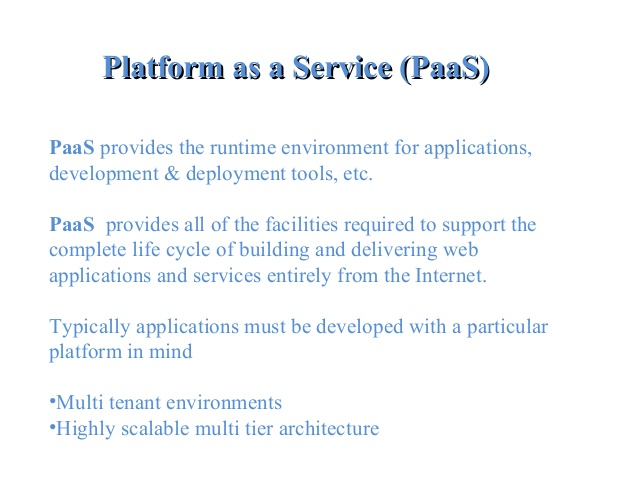 Platform as a Service (PaaS)
PaaS provides the runtime environment for applications,
development & deployment tools, etc.
PaaS  provides all of the facilities required to support the
complete life cycle of building and delivering web
applications and services entirely from the Internet.
Typically applications must be developed with a particular
platform in mind
•Multi tenant environments
•Highly scalable multi tier architecture